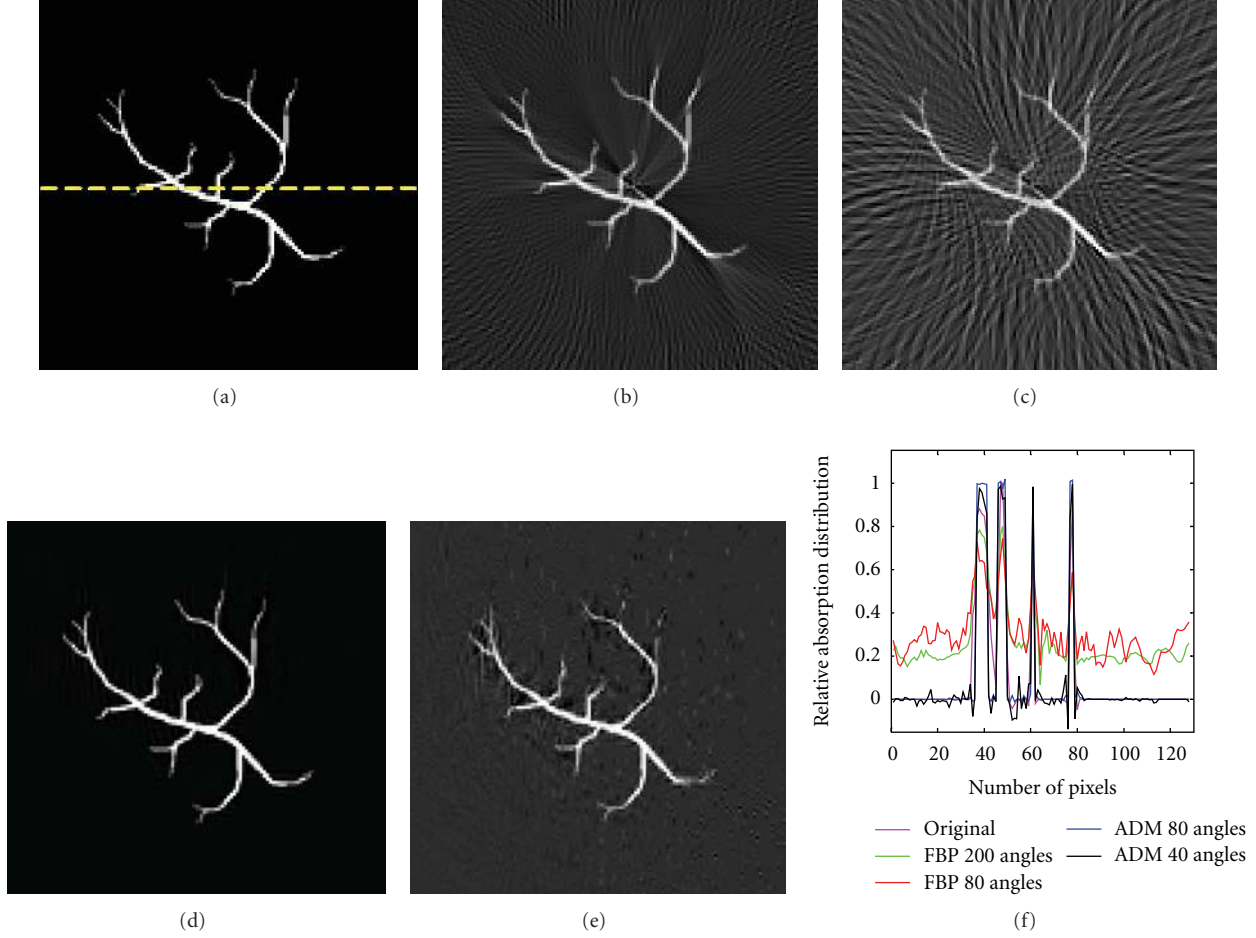 (a)
(b)
(c)
Relative absorption distribution
1
0.8
0.6
0.4
0.2
0
0 20 40 60 80 100 120
Number of pixels
Original
FBP 200 angles
FBP 80 angles
ADM 80 angles
ADM 40 angles
(d)
(e)
(f)